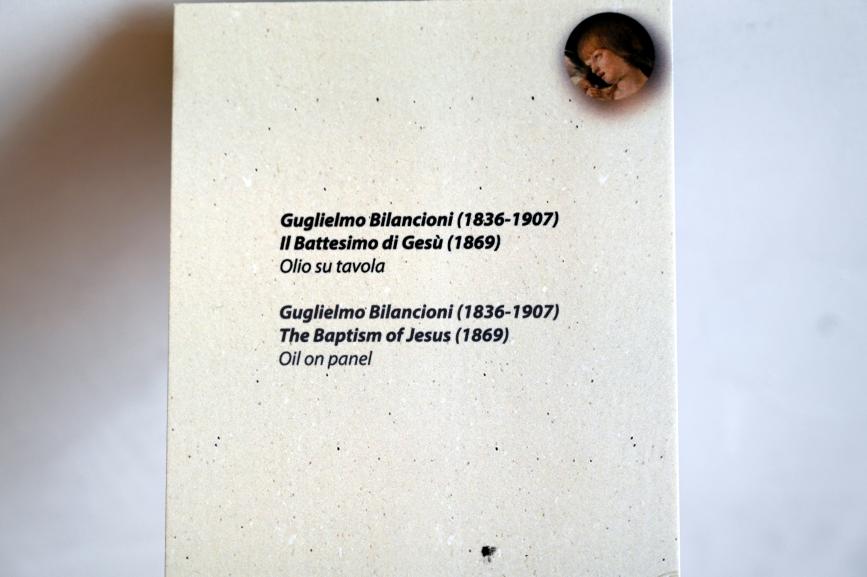 Guglielmo Bilancioni (1836-1907)
Il Battesimo di Gesù (1869)
Olio su tavola
Guglielmo Bilancioni (1836-1907)
The Baptism of Jesus (1869)
Oil on panel